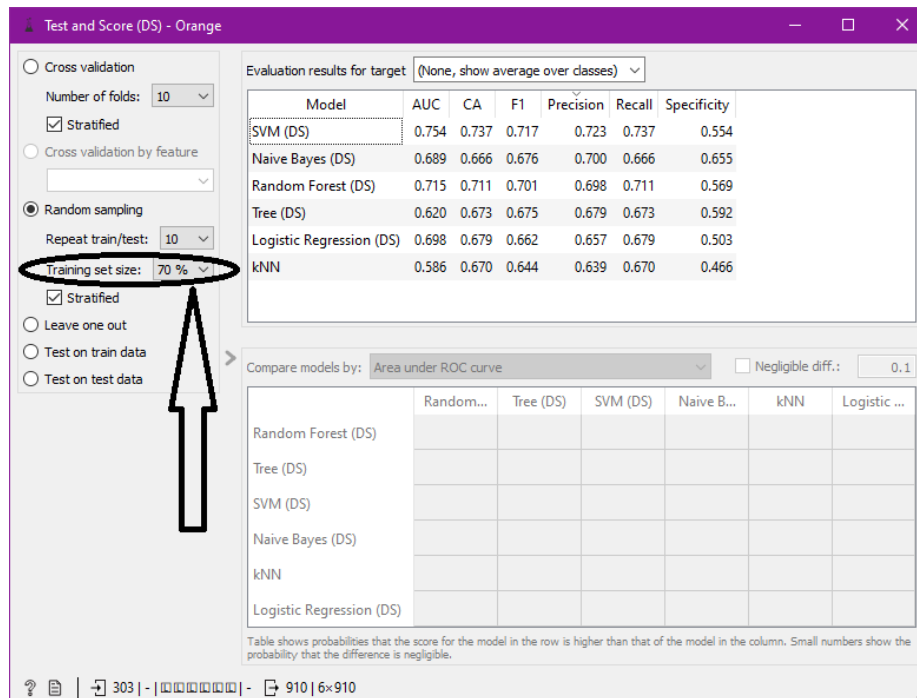 Test and Score (DS) - Orange
Cross validation
Number of folds: 10
Stratified
Cross validation by feature
Random sampling
Repeat train/test: 10
Training set size: 70 %
Stratified
Leave one out
Test on train data
Test on test data
Evaluation results for target (None, show average over classes)
Model AUC CA F1 Precision Recall Specificity
SVM (DS) 0.754 0.737 0.717 0.723 0.737 0.554
Naive Bayes (DS) 0.689 0.666 0.676 0.700 0.666 0.655
Random Forest (DS) 0.715 0.711 0.701 0.698 0.711 0.569
Tree (DS) 0.620 0.673 0.675 0.679 0.673 0.592
Logistic Regression (DS) 0.698 0.679 0.662 0.657 0.679 0.503
kNN 0.586 0.670 0.644 0.639 0.670 0.466
Compare models by: Area under ROC curve Negligible diff.: 0.1
Random... Tree (DS) SVM (DS) Naive B... kNN Logistic ...
Random Forest (DS)
Tree (DS)
SVM (DS)
Naive Bayes (DS)
kNN
Logistic Regression (DS)
Table shows probabilities that the score for the model in the row is higher than that of the model in the column. Small numbers show the
probability that the difference is negligible.
303 | - | □□□□□□ | - 910 | 6×910